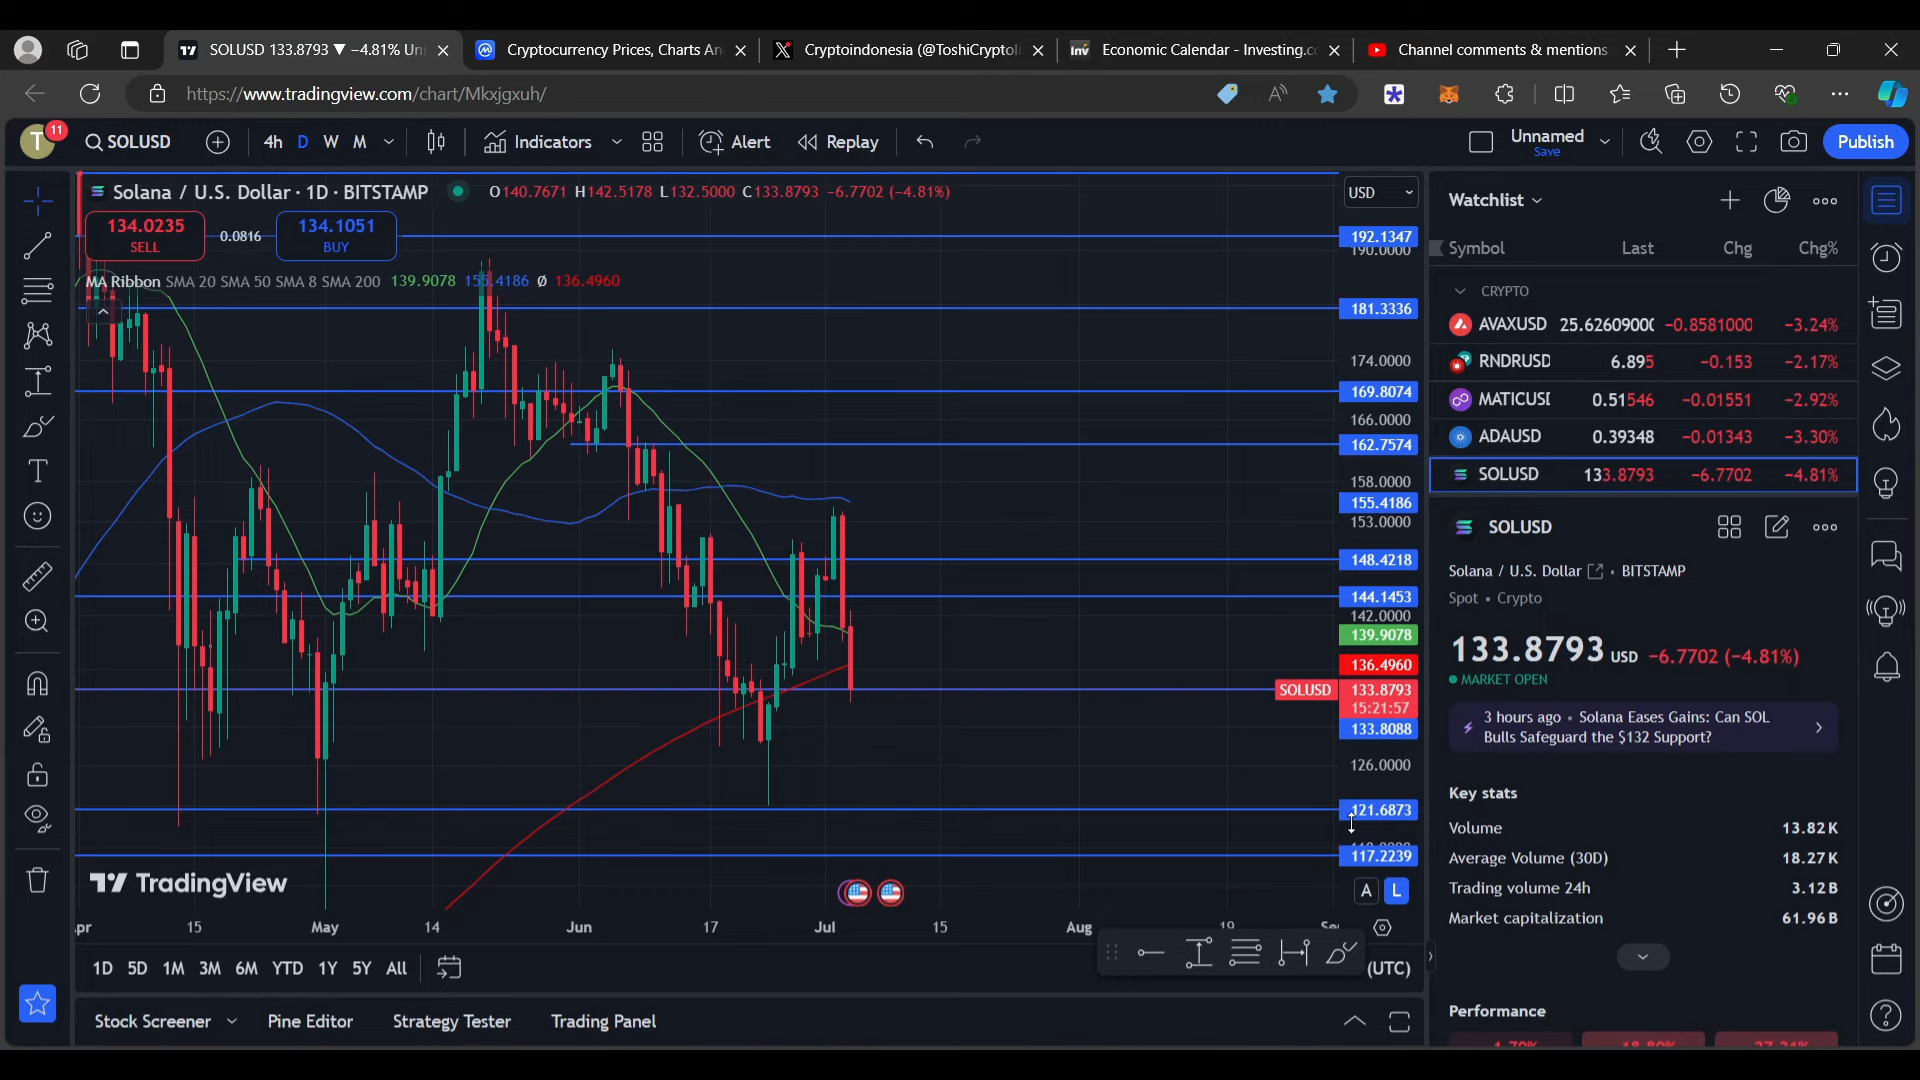 SOLUSD 133.8793 ▼ −4.81% Un
Cryptocurrency Prices, Charts An
Cryptoindonesia (@ToshiCryptoI
Economic Calendar - Investing.c
Channel comments & mentions
https://www.tradingview.com/chart/Mkxjgxuh/
T
11
SOLUSD
4h D W M
Indicators
Alert
Replay
Unnamed
Save
Publish
Solana / U.S. Dollar · 1D · BITSTAMP
O140.7671 H142.5178 L132.5000 C133.8793 −6.7702 (−4.81%)
USD
134.0235
SELL
0.0816
134.1051
BUY
MA Ribbon SMA 20 SMA 50 SMA 8 SMA 200 139.9078 155.4186 Ø 136.4960
192.1347
190.0000
181.3336
174.0000
169.8074
166.0000
162.7574
158.0000
155.4186
153.0000
148.4218
144.1453
142.0000
139.9078
136.4960
SOLUSD 133.8793
15:21:57
133.8088
126.0000
121.6873
117.2239
TradingView
A L
pr 15 May 14 Jun 17 Jul 15 Aug 19 Se
1D 5D 1M 3M 6M YTD 1Y 5Y All
(UTC)
Stock Screener Pine Editor Strategy Tester Trading Panel
Watchlist
Symbol Last Chg Chg%
CRYPTO
AVAXUSD 25.62609000 −0.8581000 −3.24%
RNDRUSD 6.895 −0.153 −2.17%
MATICUSD 0.51546 −0.01551 −2.92%
ADAUSD 0.39348 −0.01343 −3.30%
SOLUSD 133.8793 −6.7702 −4.81%
SOLUSD
Solana / U.S. Dollar • BITSTAMP
Spot • Crypto
133.8793 USD −6.7702 (−4.81%)
MARKET OPEN
3 hours ago • Solana Eases Gains: Can SOL
Bulls Safeguard the $132 Support?
Key stats
Volume 13.82K
Average Volume (30D) 18.27K
Trading volume 24h 3.12B
Market capitalization 61.96B
Performance